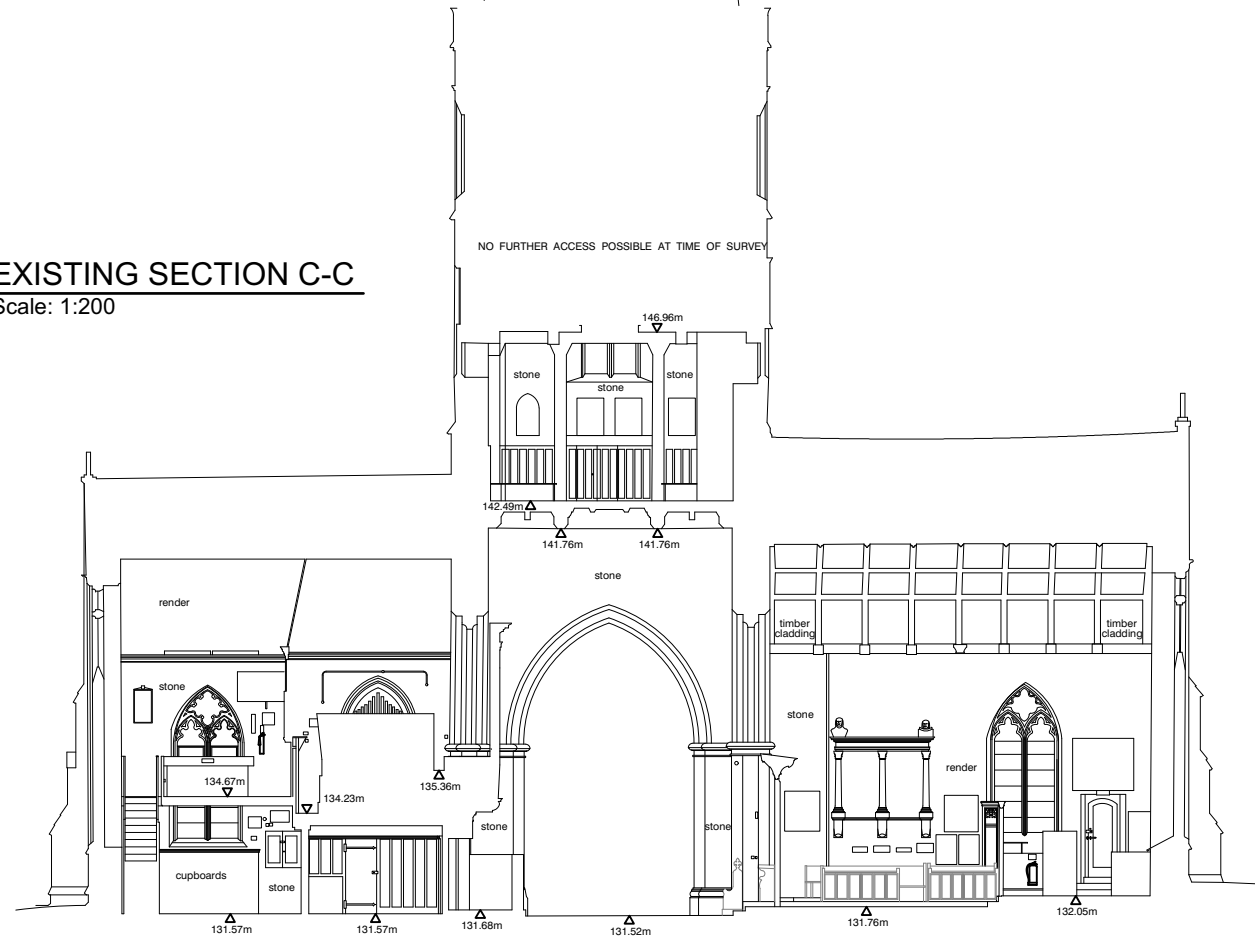 NO FURTHER ACCESS POSSIBLE AT TIME OF SURVEY
EXISTING SECTION C-C
Scale: 1:200
146.96m
stone
stone
stone
142.49m
141.76m
141.76m
stone
render
timber
cladding
timber
cladding
stone
stone
render
134.67m
134.23m
135.36m
stone
stone
cupboards
stone
131.57m
131.57m
131.68m
131.52m
131.76m
132.05m